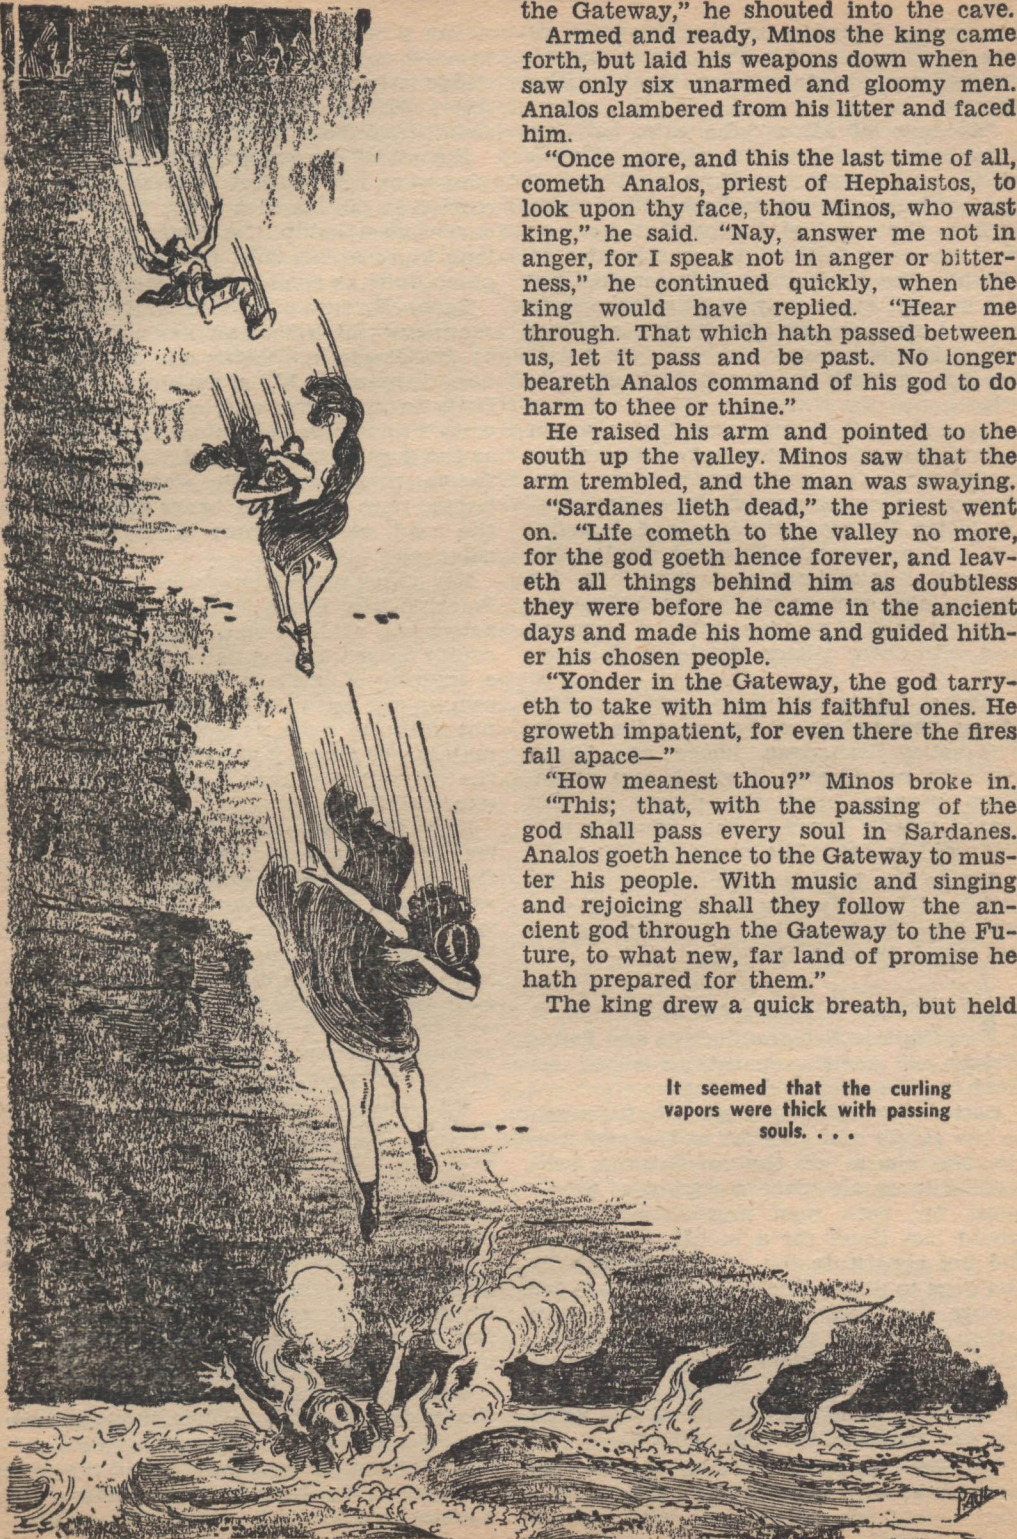 the Gateway,” he shouted into the cave.
Armed and ready, Minos the king came
forth, but laid his weapons down when he
saw only six unarmed and gloomy men.
Analos clambered from his litter and faced
him.
“Once more, and this the last time of all,
cometh Analos, priest of Hephaistos, to
look upon thy face, thou Minos, who wast
king,” he said. “Nay, answer me not in
anger, for I speak not in anger or bitter-
ness,” he continued quickly, when the
king would have replied. “Hear me
through. That which hath passed between
us, let it pass and be past. No longer
beareth Analos command of his god to do
harm to thee or thine.”
He raised his arm and pointed to the
south up the valley. Minos saw that the
arm trembled, and the man was swaying.
“Sardanes lieth dead,” the priest went
on. “Life cometh to the valley no more,
for the god goeth hence forever, and leav-
eth all things behind him as doubtless
they were before he came in the ancient
days and made his home and guided hith-
er his chosen people.
“Yonder in the Gateway, the god tarry-
eth to take with him his faithful ones. He
groweth impatient, for even there the fires
fail apace—”
“How meanest thou?” Minos broke in.
“This; that, with the passing of the
god shall pass every soul in Sardanes.
Analos goeth hence to the Gateway to mus-
ter his people. With music and singing
and rejoicing shall they follow the an-
cient god through the Gateway to the Fu-
ture, to what new, far land of promise he
hath prepared for them.”
The king drew a quick breath, but held
It seemed that the curling
vapors were thick with passing
souls. . . .
PAUL